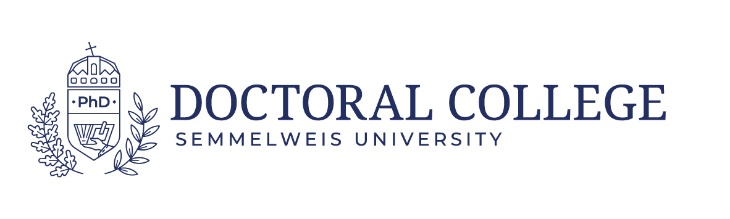 · PhD ·
DOCTORAL COLLEGE
SEMMELWEIS UNIVERSITY